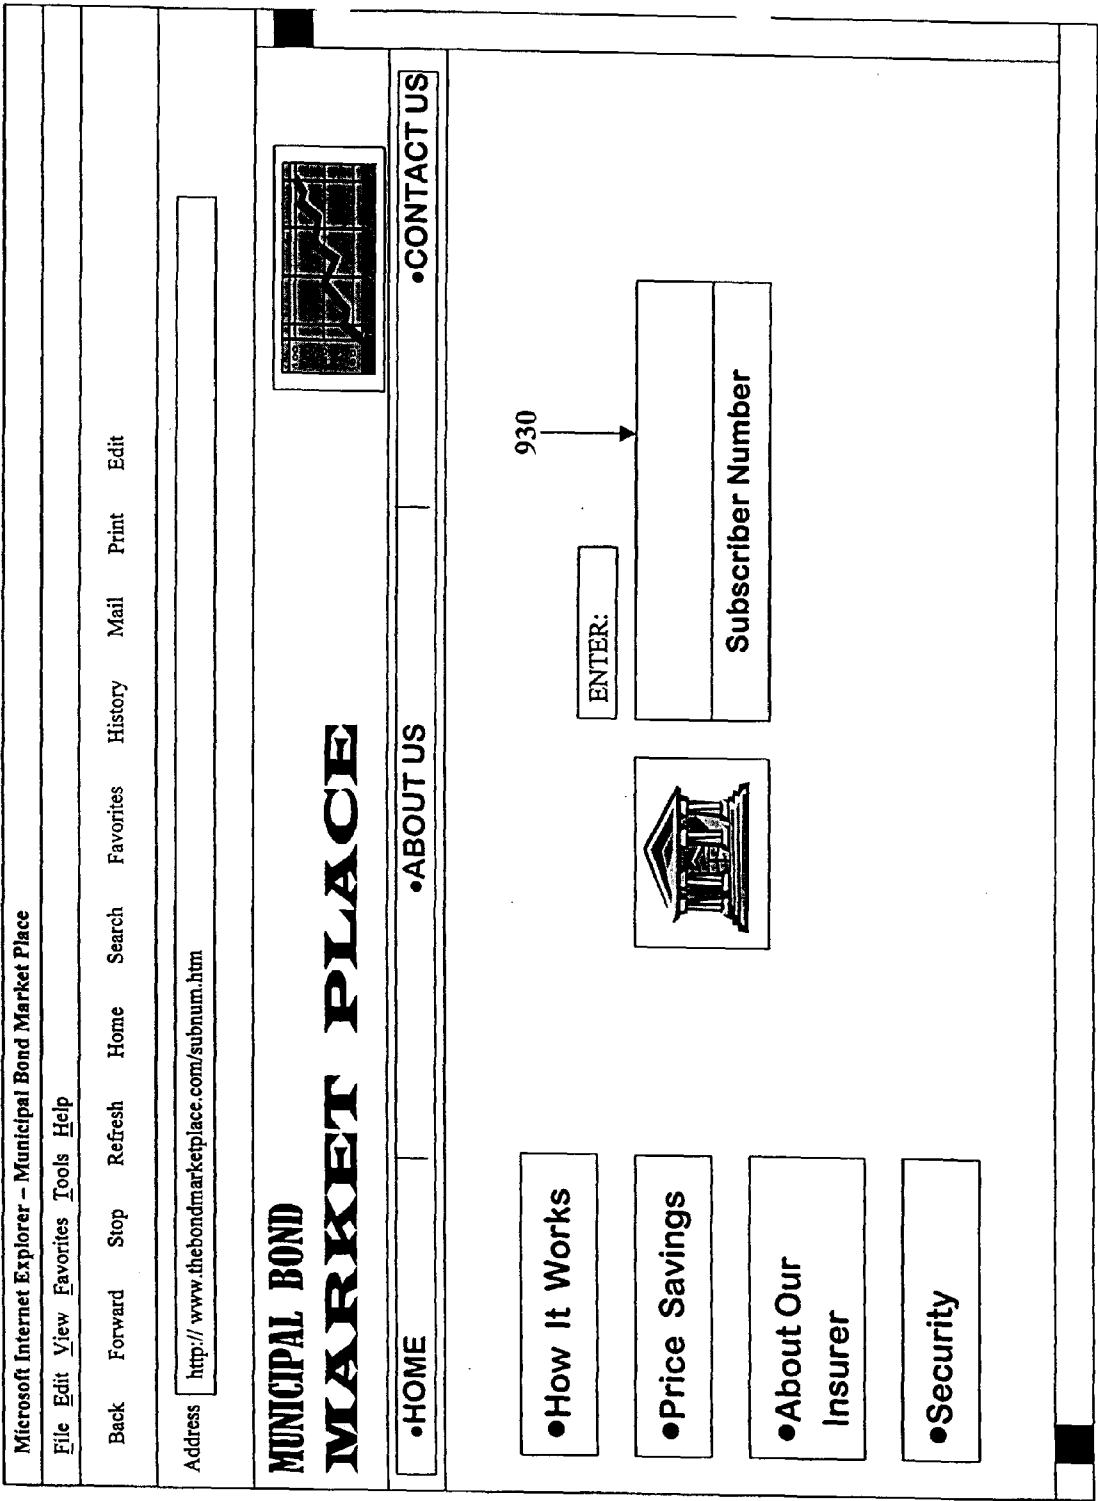 Microsoft Internet Explorer – Municipal Bond Market Place
File Edit View Favorites Tools Help
Back Forward Stop Refresh Home Search Favorites History Mail Print Edit
Address http:// www.thebondmarketplace.com/subnum.htm
MUNICIPAL BOND
MARKET PLACE
•HOME •ABOUT US •CONTACT US
•How It Works
•Price Savings
•About Our
Insurer
•Security
ENTER:
930
Subscriber Number